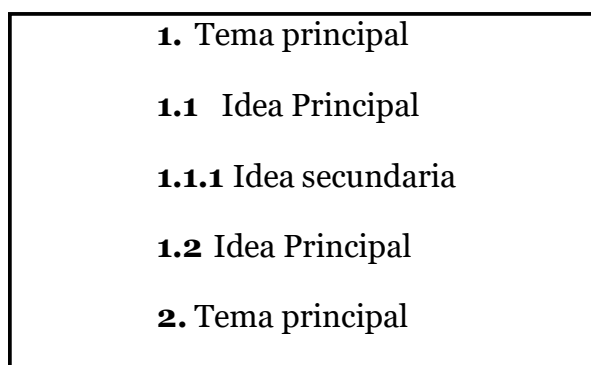 1. Tema principal
1.1 Idea Principal
1.1.1 Idea secundaria
1.2 Idea Principal
2. Tema principal